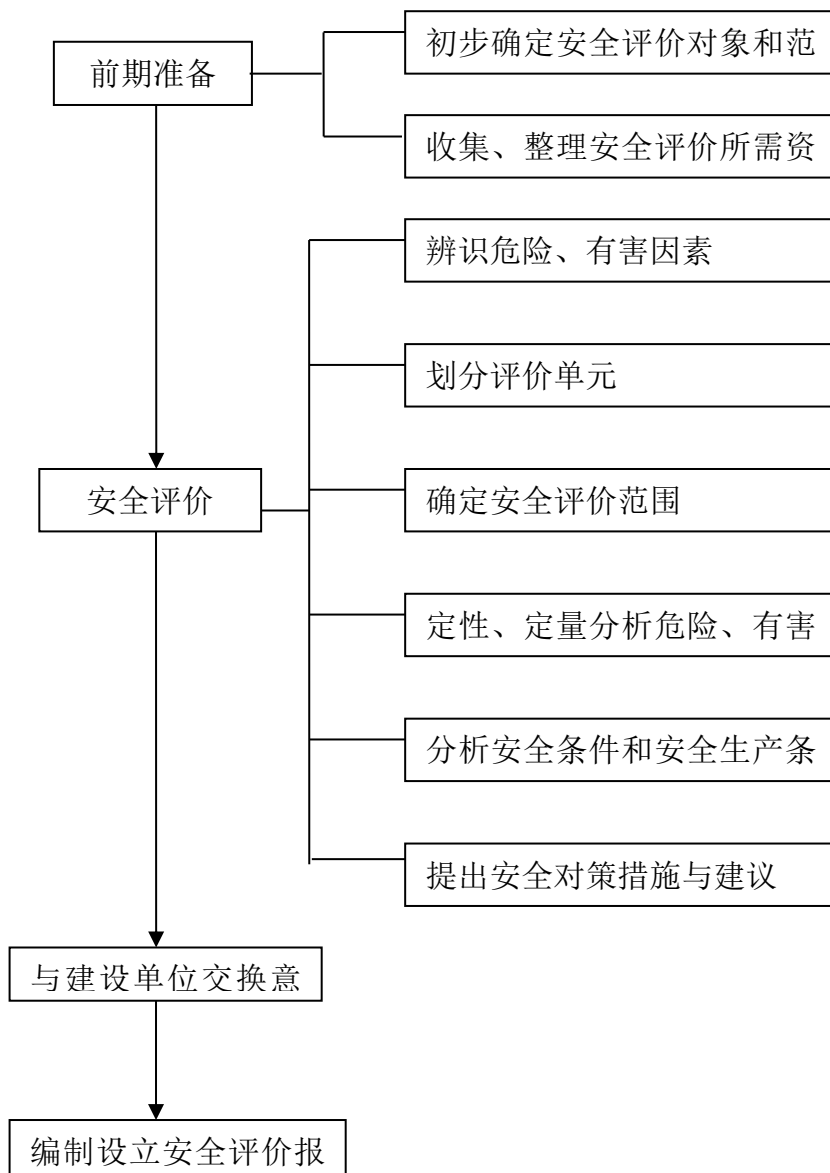 前期准备
初步确定安全评价对象和范
收集、整理安全评价所需资
辨识危险、有害因素
划分评价单元
安全评价
确定安全评价范围
定性、定量分析危险、有害
分析安全条件和安全生产条
提出安全对策措施与建议
与建设单位交换意
编制设立安全评价报